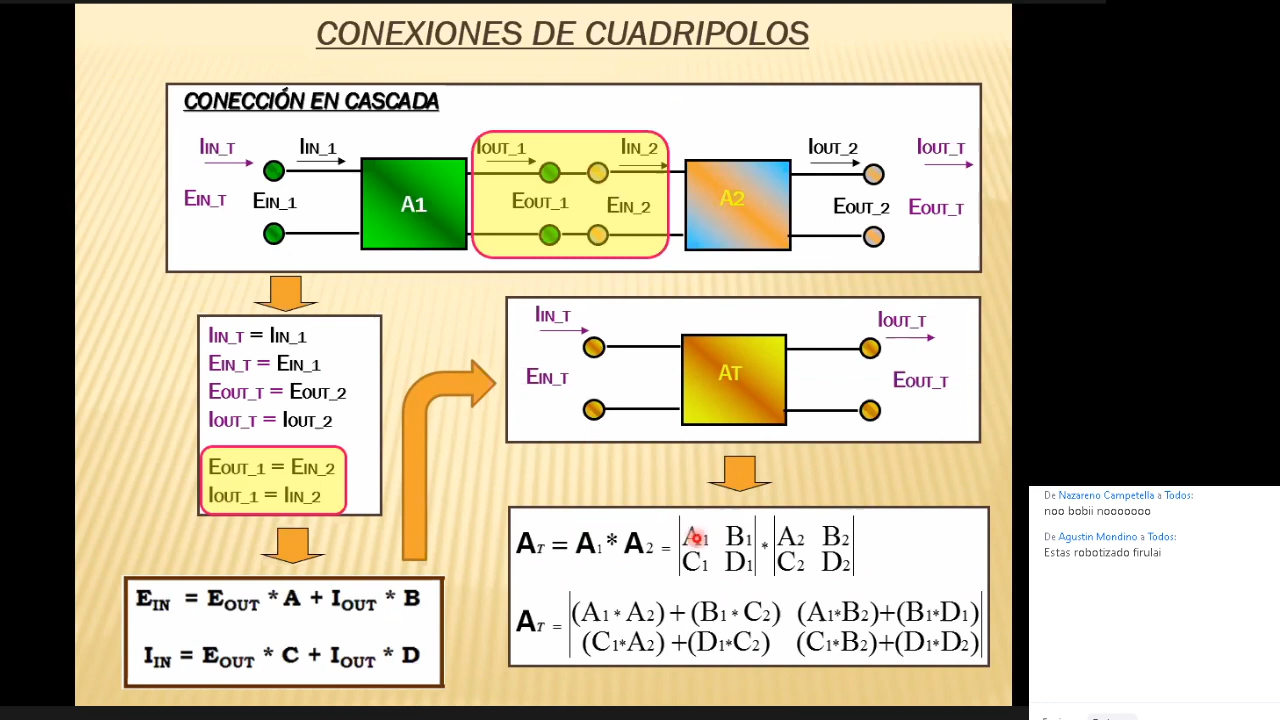 CONEXIONES DE CUADRIPOLOS
CONECCIÓN EN CASCADA
IIN_T IIN_1 IOUT_1 IIN_2 IOUT_2 IOUT_T
EIN_T EIN_1 A1 EOUT_1 EIN_2 A2 EOUT_2 EOUT_T
IIN_T = IIN_1
EIN_T = EIN_1
EOUT_T = EOUT_2
IOUT_T = IOUT_2
EOUT_1 = EIN_2
IOUT_1 = IIN_2
EIN = EOUT * A + IOUT * B
IIN = EOUT * C + IOUT * D
IIN_T IOUT_T
EIN_T AT EOUT_T
AT = A1 * A2 = |A1 B1| * |A2 B2|
|C1 D1| |C2 D2|
AT = |(A1 * A2) + (B1 * C2) (A1*B2)+(B1*D1)|
|(C1*A2) +(D1*C2) (C1*B2)+(D1*D2)|
De Nazareno Campetella a Todos:
noo bobii nooooooo
De Agustin Mondino a Todos:
Estas robotizado firulai